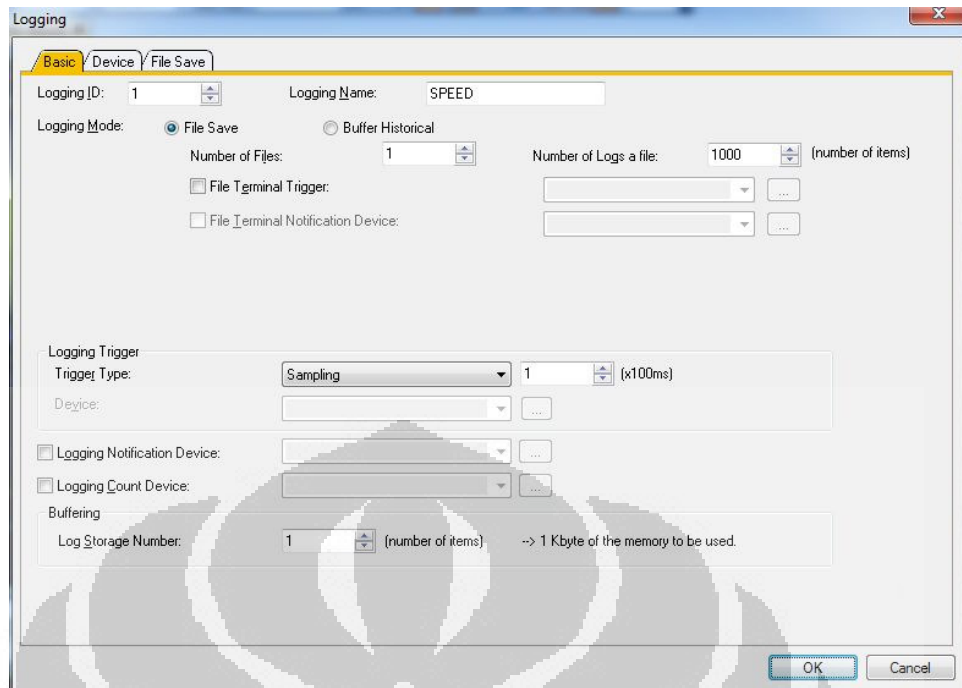 Logging
Basic Device File Save
Logging ID: 1 Logging Name: SPEED
Logging Mode: File Save Buffer Historical
Number of Files: 1 Number of Logs a file: 1000 (number of items)
File Terminal Trigger: ...
File Terminal Notification Device: ...
Logging Trigger
Trigger Type: Sampling 1 (x100ms)
Device: ...
Logging Notification Device: ...
Logging Count Device: ...
Buffering
Log Storage Number: 1 (number of items) --> 1 Kbyte of the memory to be used.
OK Cancel